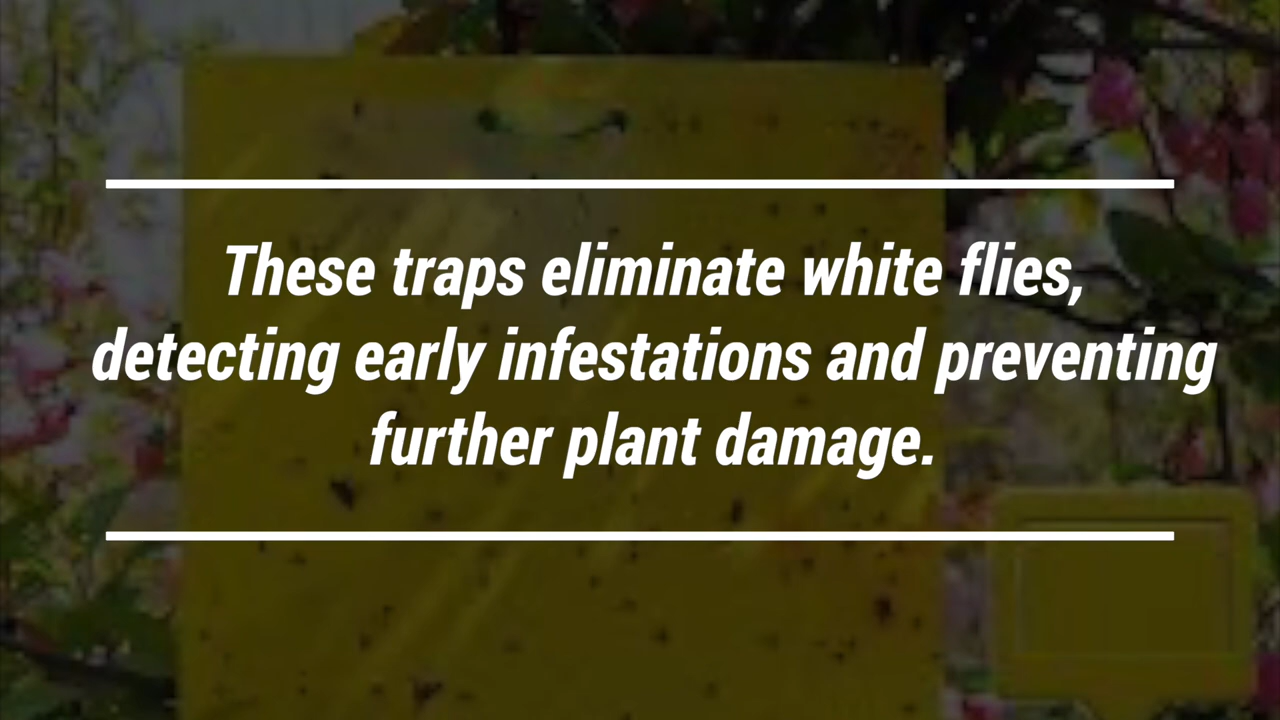 These traps eliminate white flies,
detecting early infestations and preventing
further plant damage.